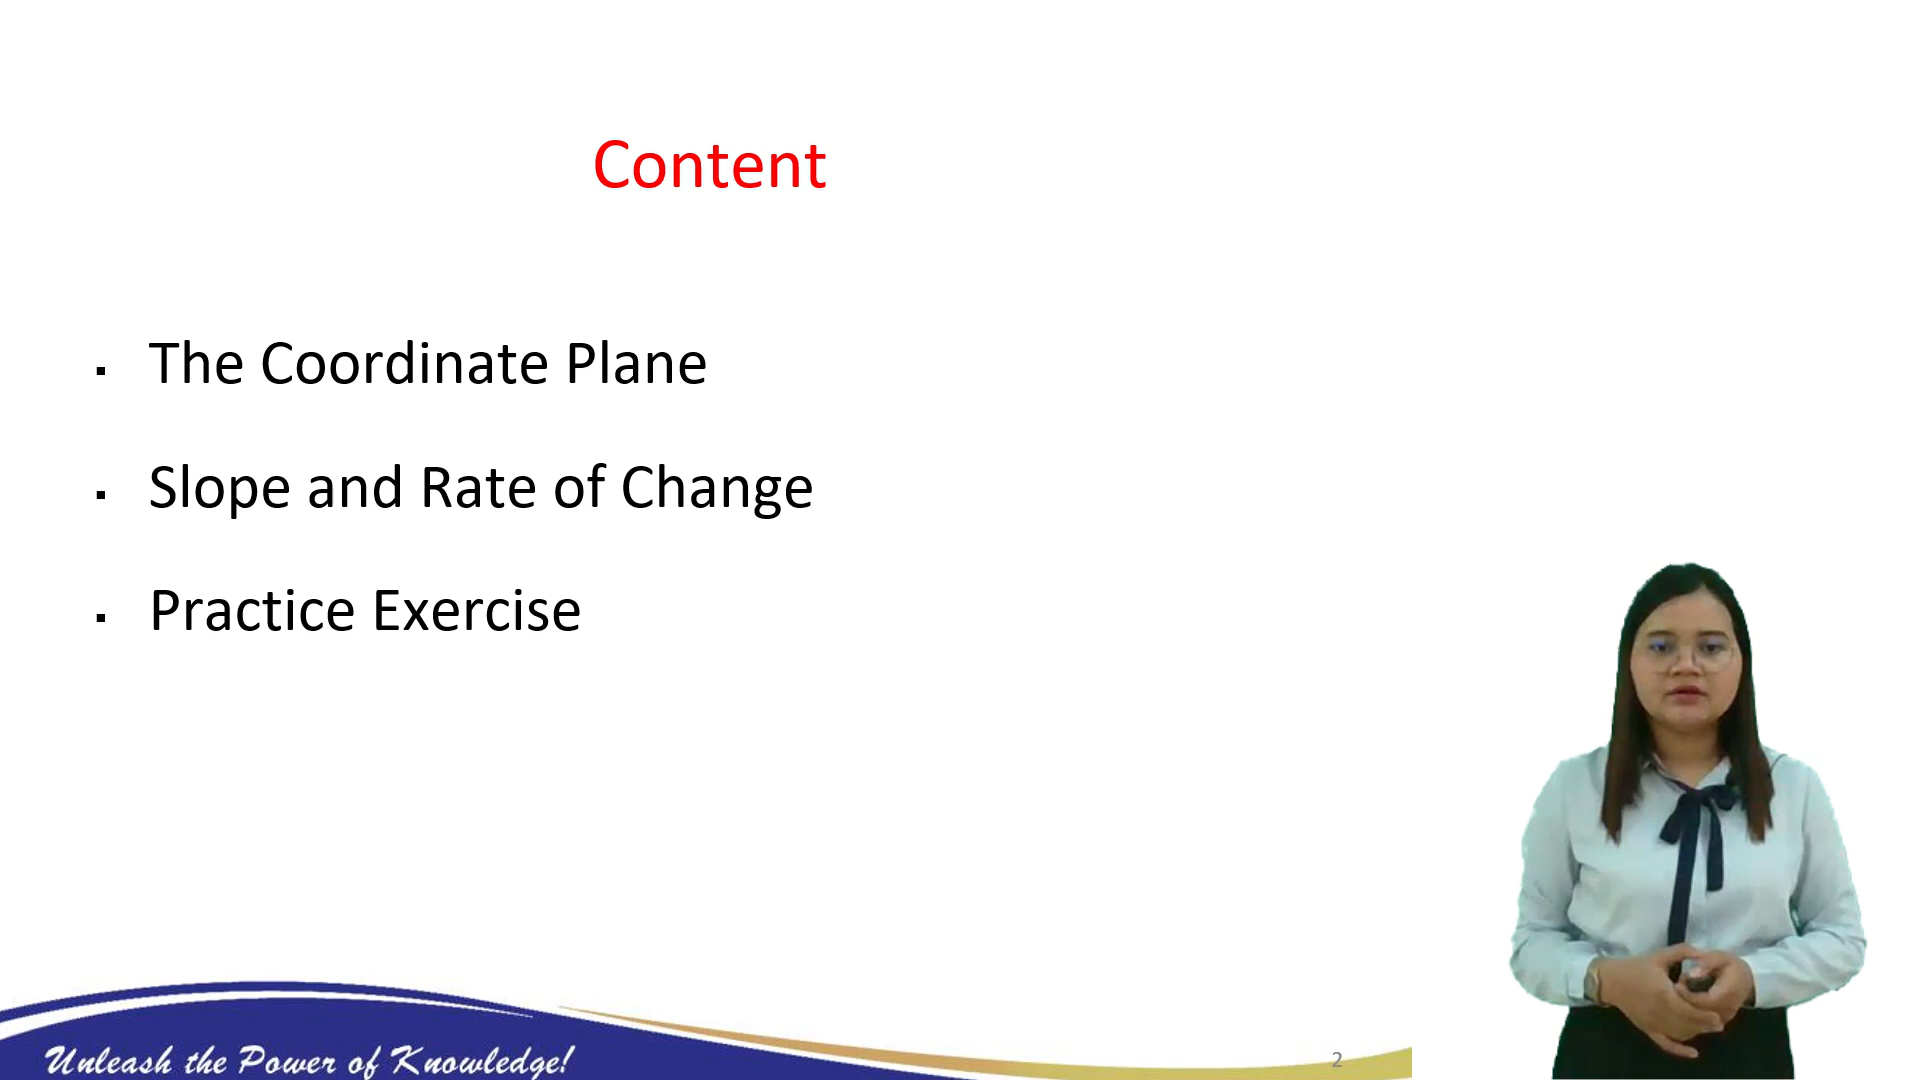 Content
▪ The Coordinate Plane
▪ Slope and Rate of Change
▪ Practice Exercise
Unleash the Power of Knowledge!
2